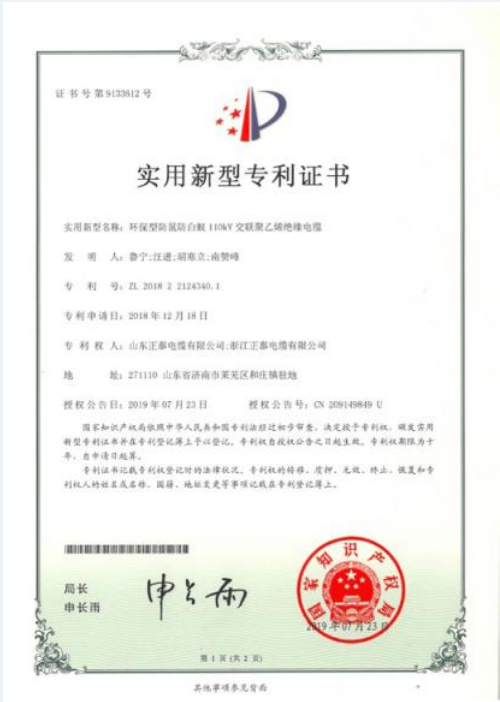 证书号第9133612号
实用新型专利证书
实用新型名称：环保型防鼠防白蚁110kV交联聚乙烯绝缘电缆
发明人：鲁宁;汪进;胡寒立;南赞峰
专利号：ZL 2018 2 2124340.1
专利申请日：2018年12月18日
专利权人：山东正泰电缆有限公司;浙江正泰电缆有限公司
地址：271110 山东省济南市莱芜区和庄镇驻地
授权公告日：2019年07月23日 授权公告号：CN 209149849 U
国家知识产权局依照中华人民共和国专利法经过初步审查，决定授予专利权，颁发实用
新型专利证书并在专利登记簿上予以登记。专利权自授权公告之日起生效。专利权期限为十
年，自申请日起算。
专利证书记载专利权登记时的法律状况。专利权的转移、质押、无效、终止、恢复和专
利权人的姓名或名称、国籍、地址变更等事项记载在专利登记簿上。
局长
申长雨
申长雨
国家知识产权局
2019年07月23日
第1页(共2页)
其他事项参见背面